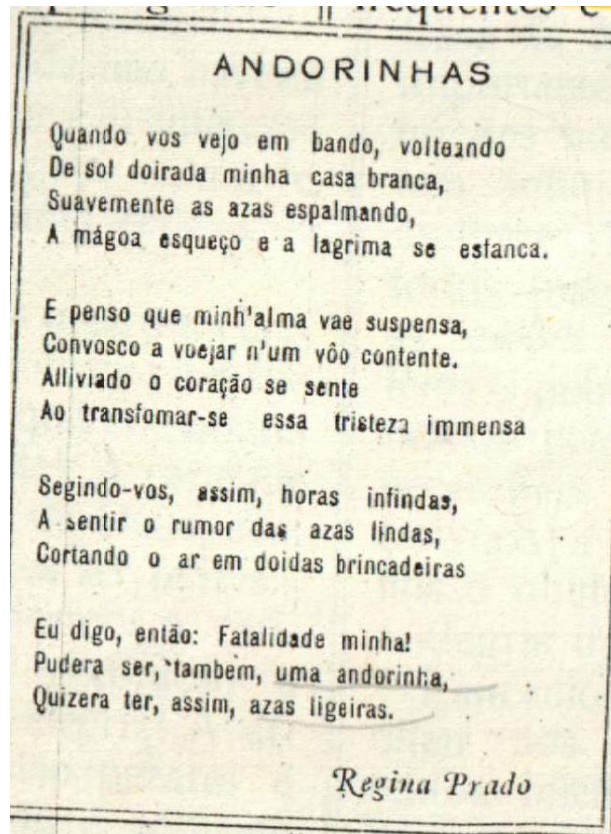 frequentes e
ANDORINHAS
Quando vos vejo em bando, volteando
De sol doirada minha casa branca,
Suavemente as azas espalmando,
A mágoa esqueço e a lagrima se estanca.
E penso que minh'alma vae suspensa,
Convosco a voejar n'um vôo contente.
Alliviado o coração se sente
Ao transfomar-se essa tristeza immensa
Segindo-vos, assim, horas infindas,
A sentir o rumor das azas lindas,
Cortando o ar em doidas brincadeiras
Eu digo, então: Fatalidade minha!
Pudera ser, tambem, uma andorinha,
Quizera ter, assim, azas ligeiras.
Regina Prado